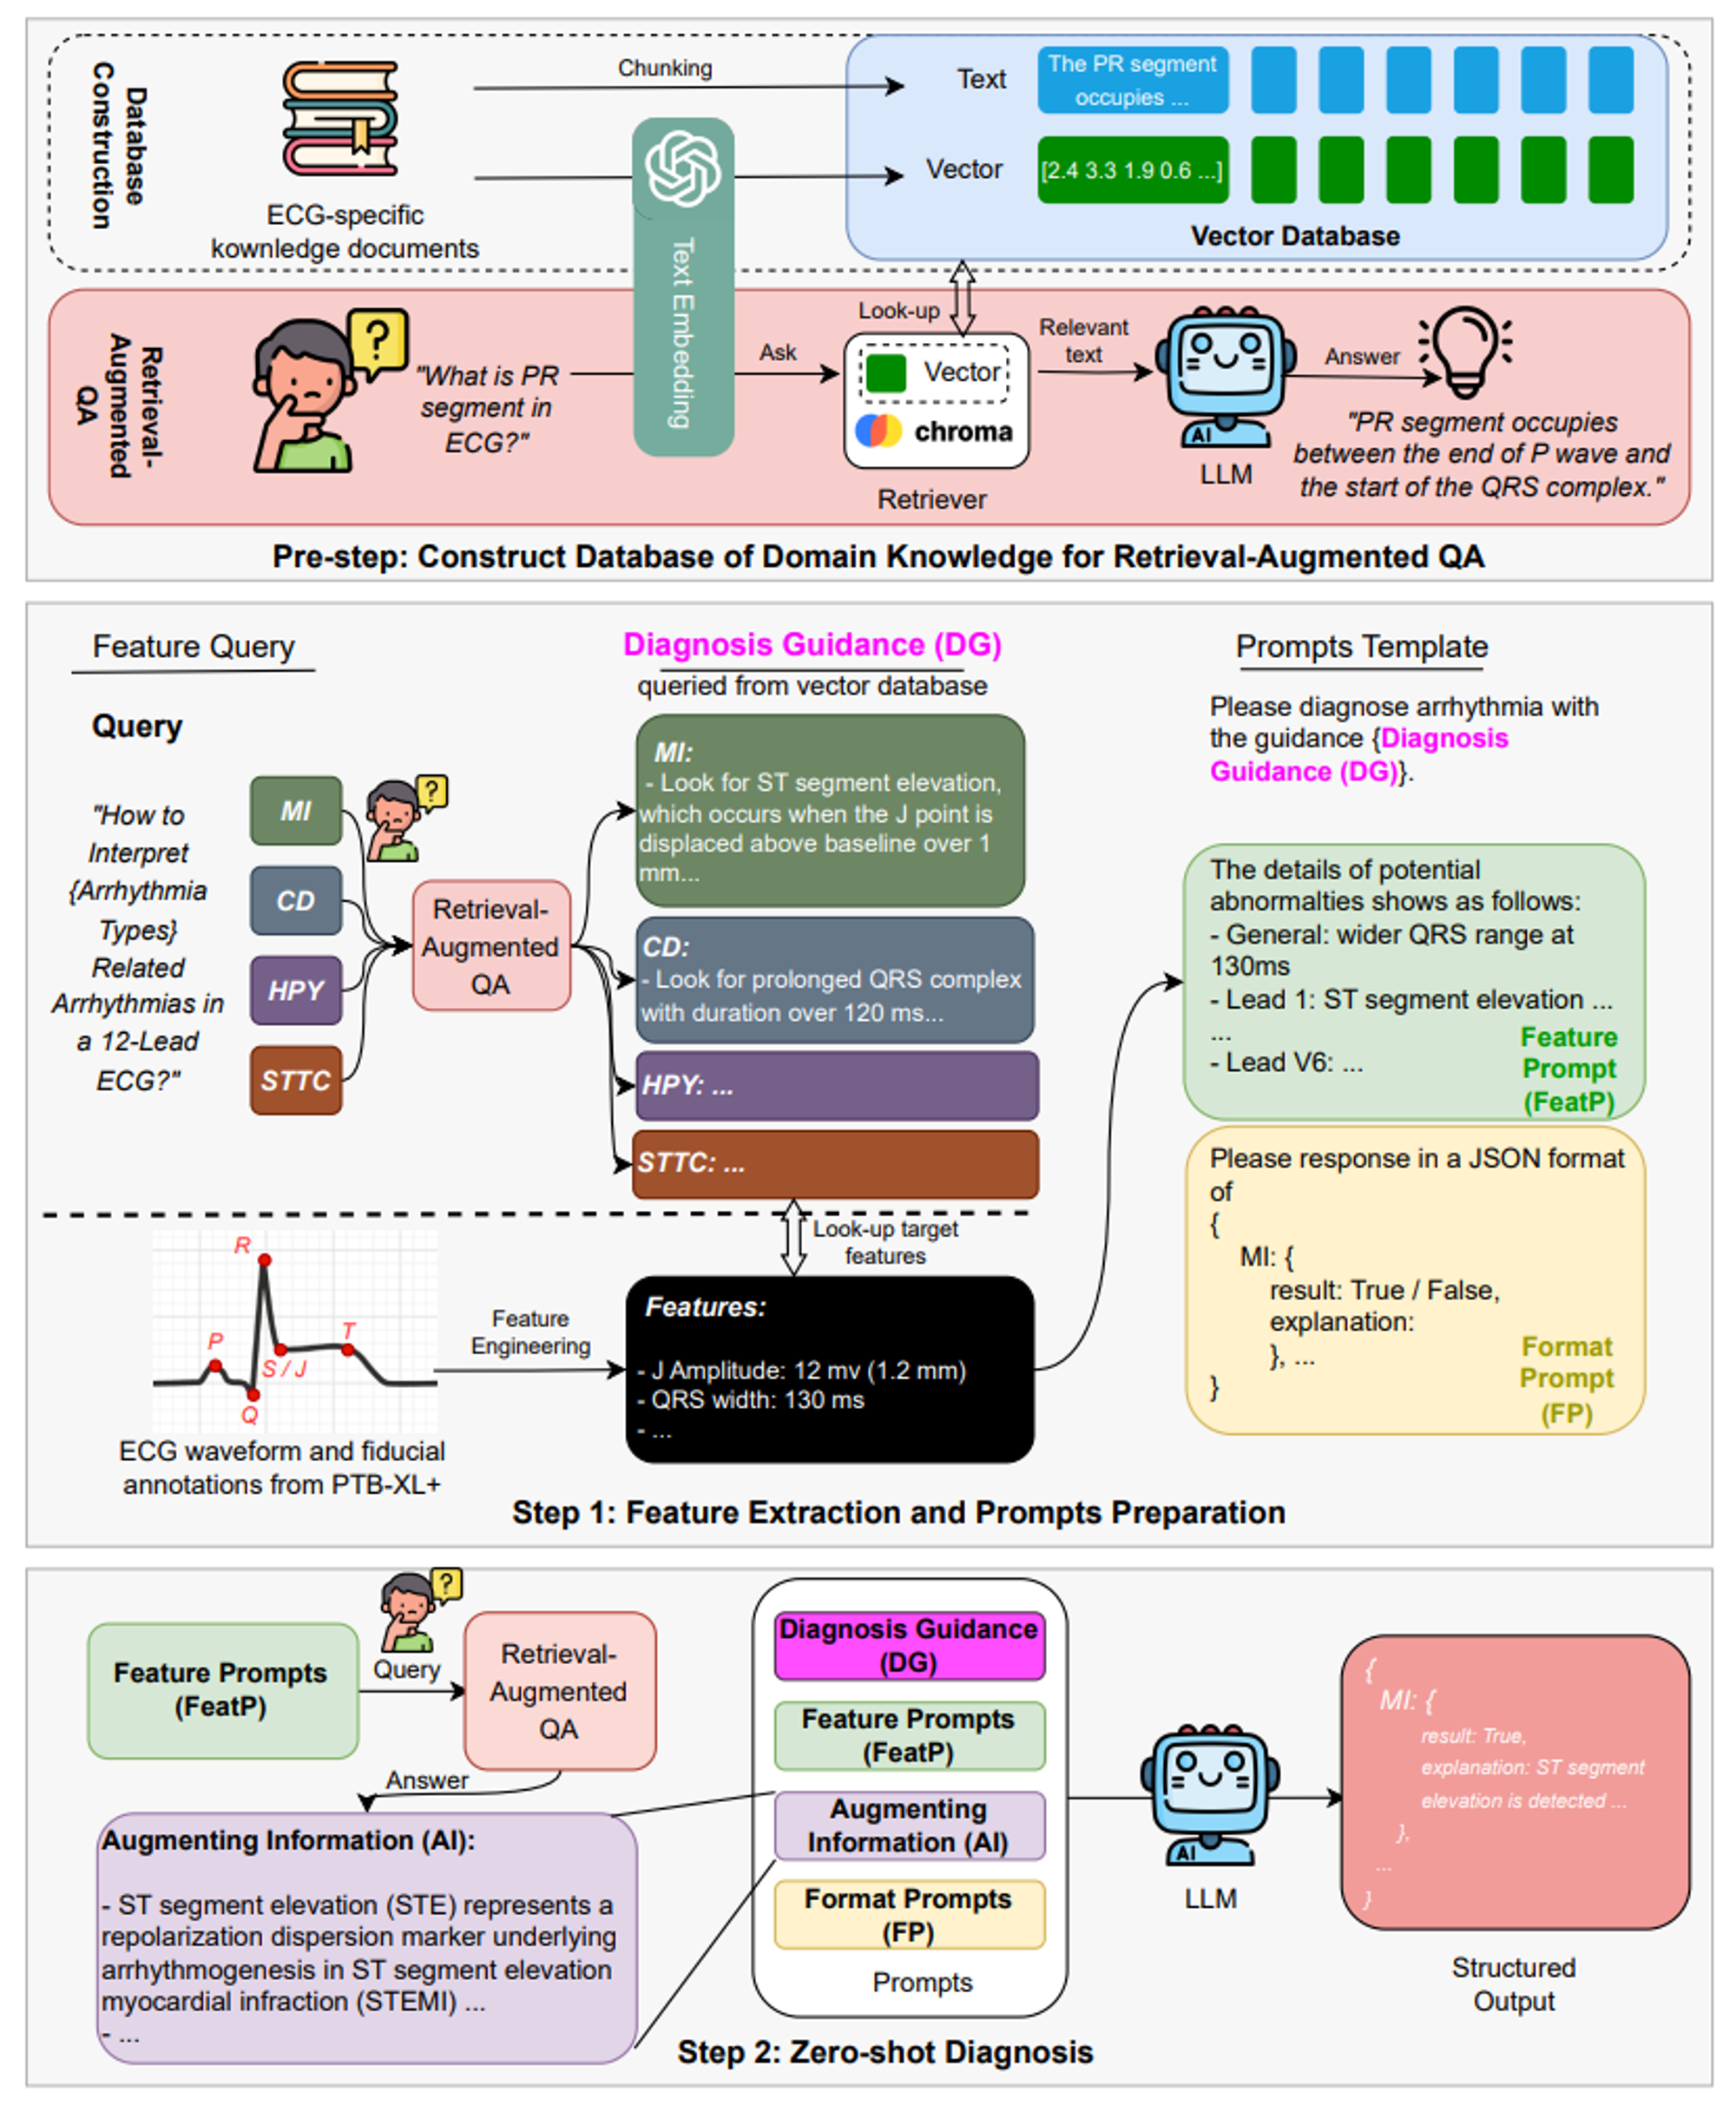 Database
Construction
ECG-specific
kownledge documents
Chunking
Text Embedding
Text
The PR segment
occupies ...
Vector
[2.4 3.3 1.9 0.6 ...]
Vector Database
Retrieval-
Augmented
QA
"What is PR
segment in
ECG?"
Ask
Look-up
Vector
chroma
Retriever
Relevant
text
AI
LLM
Answer
"PR segment occupies
between the end of P wave and
the start of the QRS complex."
Pre-step: Construct Database of Domain Knowledge for Retrieval-Augmented QA
Feature Query
Query
"How to
Interpret
{Arrhythmia
Types}
Related
Arrhythmias in
a 12-Lead
ECG?"
MI
CD
HPY
STTC
Retrieval-
Augmented
QA
Diagnosis Guidance (DG)
queried from vector database
MI:
- Look for ST segment elevation,
which occurs when the J point is
displaced above baseline over 1
mm...
CD:
- Look for prolonged QRS complex
with duration over 120 ms...
HPY: ...
STTC: ...
Look-up target
features
R
P
T
S / J
Q
ECG waveform and fiducial
annotations from PTB-XL+
Feature
Engineering
Features:
- J Amplitude: 12 mv (1.2 mm)
- QRS width: 130 ms
- ...
Prompts Template
Please diagnose arrhythmia with
the guidance {Diagnosis
Guidance (DG)}.
The details of potential
abnormalties shows as follows:
- General: wider QRS range at
130ms
- Lead 1: ST segment elevation ...
...
- Lead V6: ...
Feature
Prompt
(FeatP)
Please response in a JSON format
of
{
MI: {
result: True / False,
explanation:
}, ...
}
Format
Prompt
(FP)
Step 1: Feature Extraction and Prompts Preparation
Feature Prompts
(FeatP)
Query
Retrieval-
Augmented
QA
Answer
Augmenting Information (AI):
- ST segment elevation (STE) represents a
repolarization dispersion marker underlying
arrhythmogenesis in ST segment elevation
myocardial infraction (STEMI) ...
- ...
Diagnosis Guidance
(DG)
Feature Prompts
(FeatP)
Augmenting
Information (AI)
Format Prompts
(FP)
Prompts
AI
LLM
{
MI: {
result: True,
explanation: ST segment
elevation is detected ...
},
...
}
Structured
Output
Step 2: Zero-shot Diagnosis